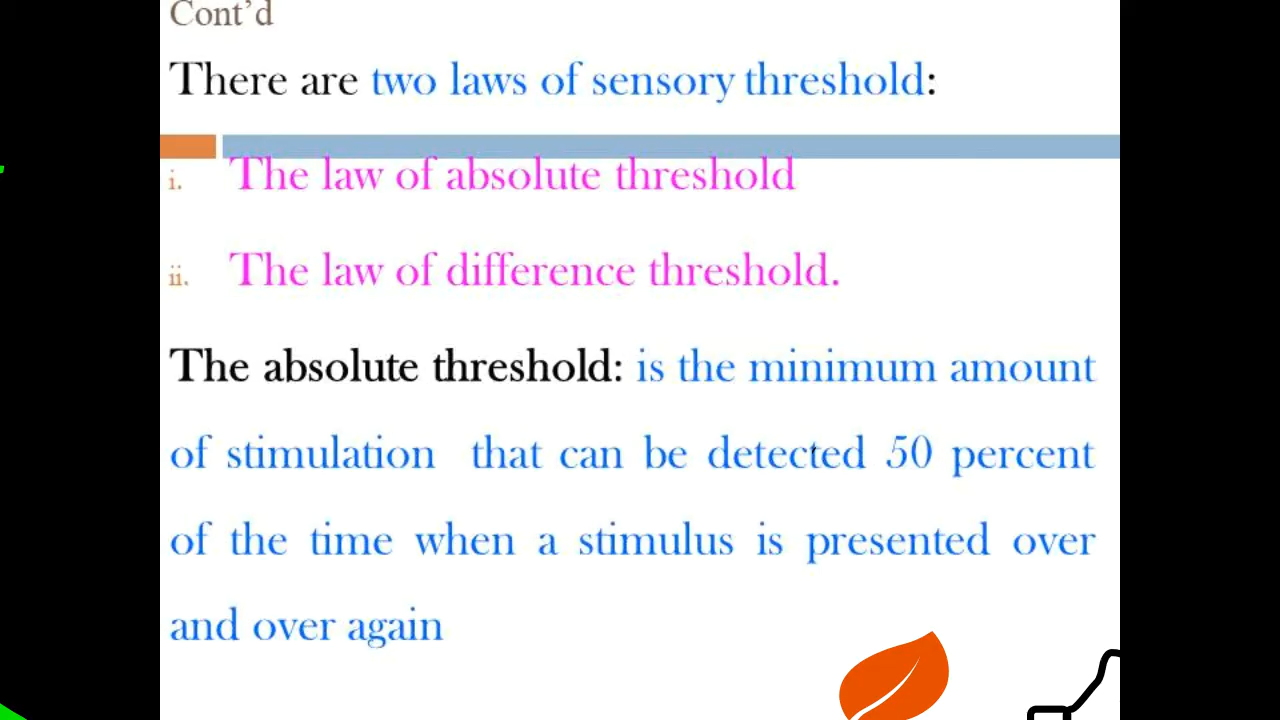 Cont’d
There are two laws of sensory threshold:
i. The law of absolute threshold
ii. The law of difference threshold.
The absolute threshold: is the minimum amount
of stimulation that can be detected 50 percent
of the time when a stimulus is presented over
and over again